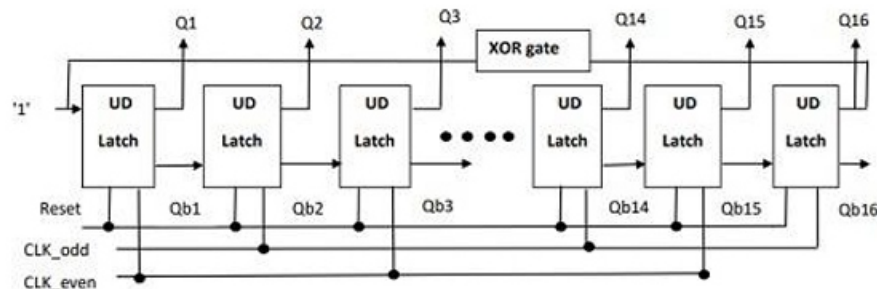 Q1 Q2 Q3 Q14 Q15 Q16
XOR gate
'1' UD Latch UD Latch UD Latch UD Latch UD Latch UD Latch
Reset Qb1 Qb2 Qb3 Qb14 Qb15 Qb16
CLK_odd
CLK_even